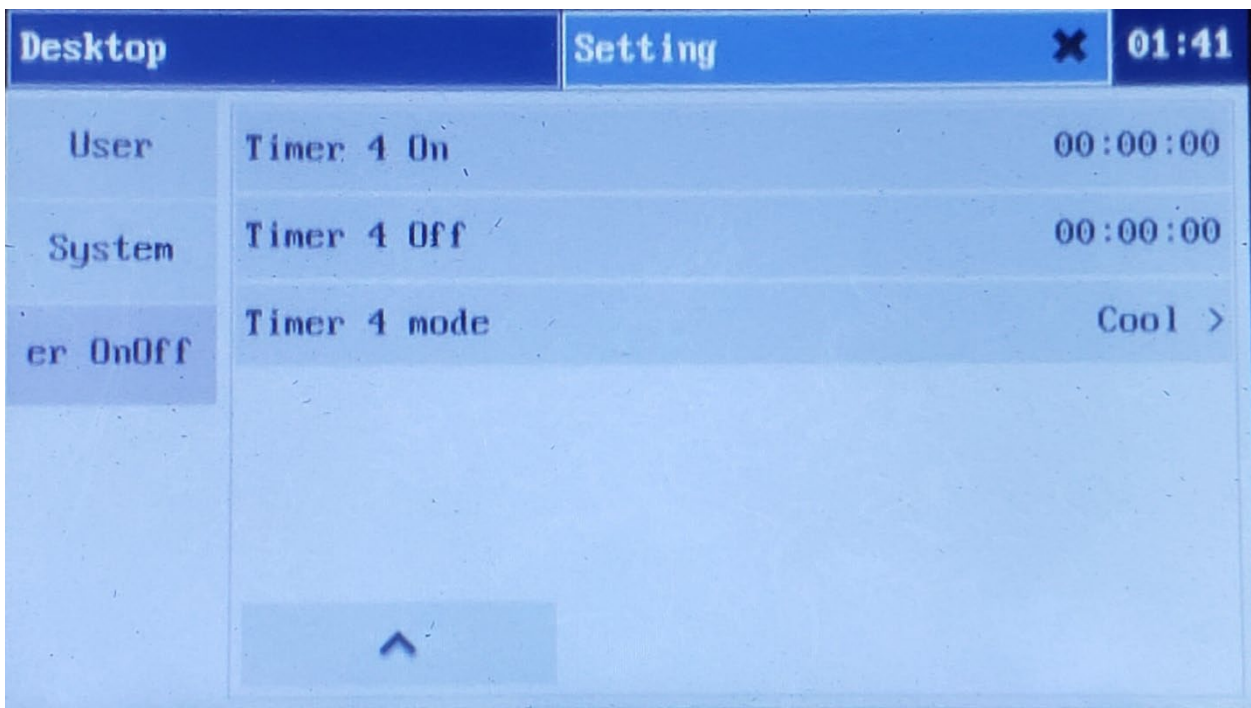 Desktop
Setting
01:41
User
System
er OnOff
Timer 4 On
00:00:00
Timer 4 Off
00:00:00
Timer 4 mode
Cool >